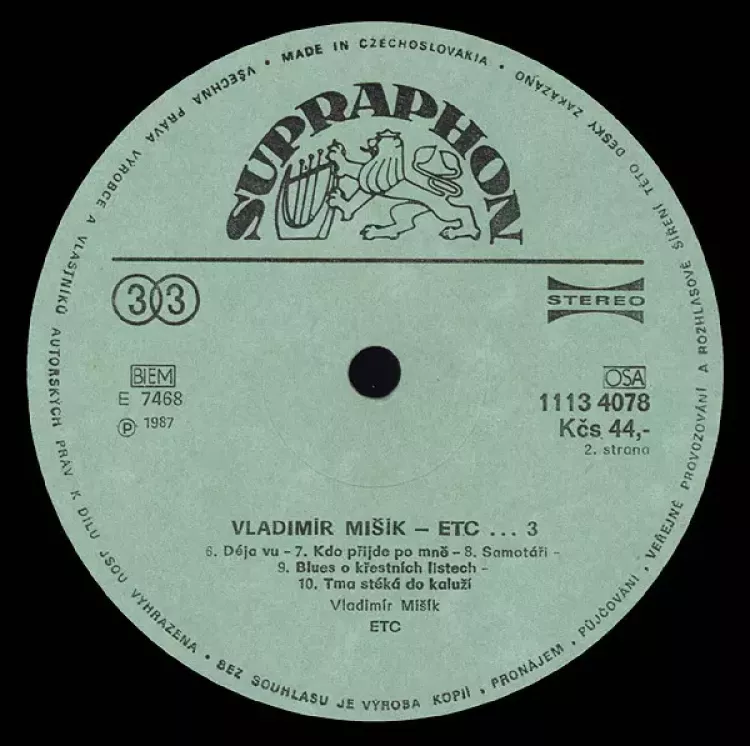 VŠECHNA PRÁVA VÝROBCE A VLASTNÍKŮ AUTORSKÝCH PRÁV K DÍLU JSOU VYHRAZENA • BEZ SOUHLASU JE VÝROBA KOPIÍ • PRONÁJEM • PŮJČOVÁNÍ • VEŘEJNÉ PROVOZOVÁNÍ A ROZHLASOVÉ ŠÍŘENÍ TÉTO DESKY ZAKÁZÁNO •
MADE IN CZECHOSLOVAKIA •
SUPRAPHON
33
STEREO
BIEM
OSA
E 7468
1113 4078
Ⓟ 1987
Kčs 44,-
2. strana
VLADIMÍR MIŠÍK – ETC ... 3
6. Déja vu – 7. Kdo přijde po mně – 8. Samotáři –
9. Blues o křestních listech –
10. Tma stéká do kaluží
Vladimír Mišík
ETC